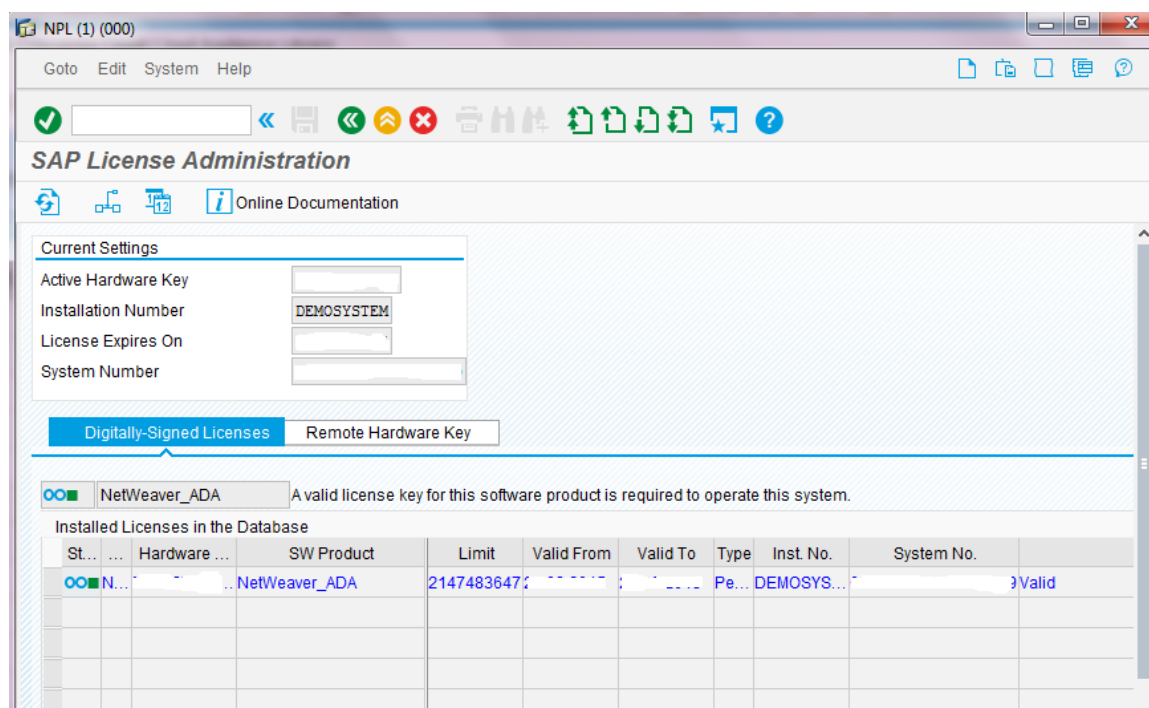 NPL (1) (000)
Goto Edit System Help
SAP License Administration
Online Documentation
Current Settings
Active Hardware Key
Installation Number DEMOSYSTEM
License Expires On
System Number
Digitally-Signed Licenses Remote Hardware Key
NetWeaver_ADA A valid license key for this software product is required to operate this system.
Installed Licenses in the Database
St... ... Hardware ... SW Product Limit Valid From Valid To Type Inst. No. System No.
N... NetWeaver_ADA 2147483647 Pe... DEMOSYS... 9 Valid